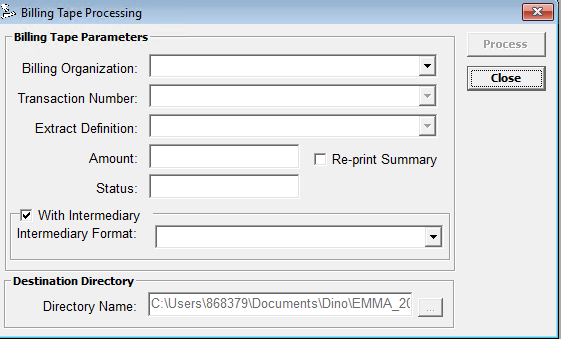 Billing Tape Processing
Billing Tape Parameters
Process
Billing Organization:
Close
Transaction Number:
Extract Definition:
Amount:
Re-print Summary
Status:
With Intermediary
Intermediary Format:
Destination Directory
Directory Name: C:\Users\868379\Documents\Dino\EMMA_20
...